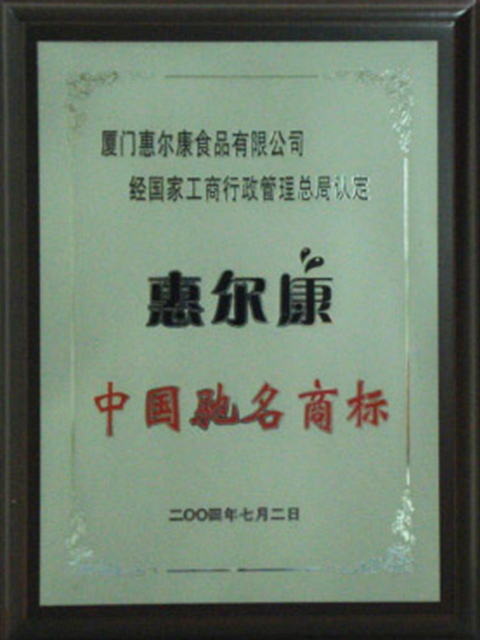 厦门惠尔康食品有限公司
经国家工商行政管理总局认定
惠尔康
中国驰名商标
二〇〇四年七月二日